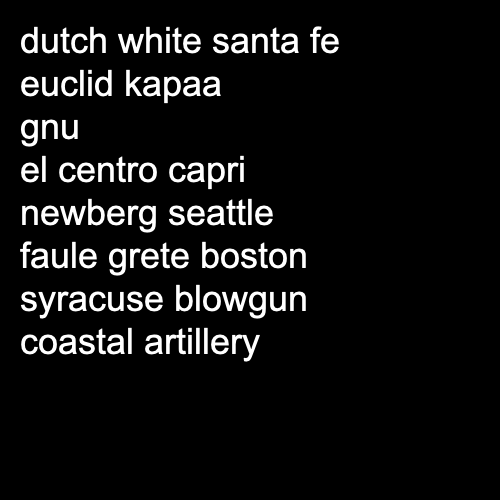 dutch white santa fe
euclid kapaa
gnu
el centro capri
newberg seattle
faule grete boston
syracuse blowgun
coastal artillery